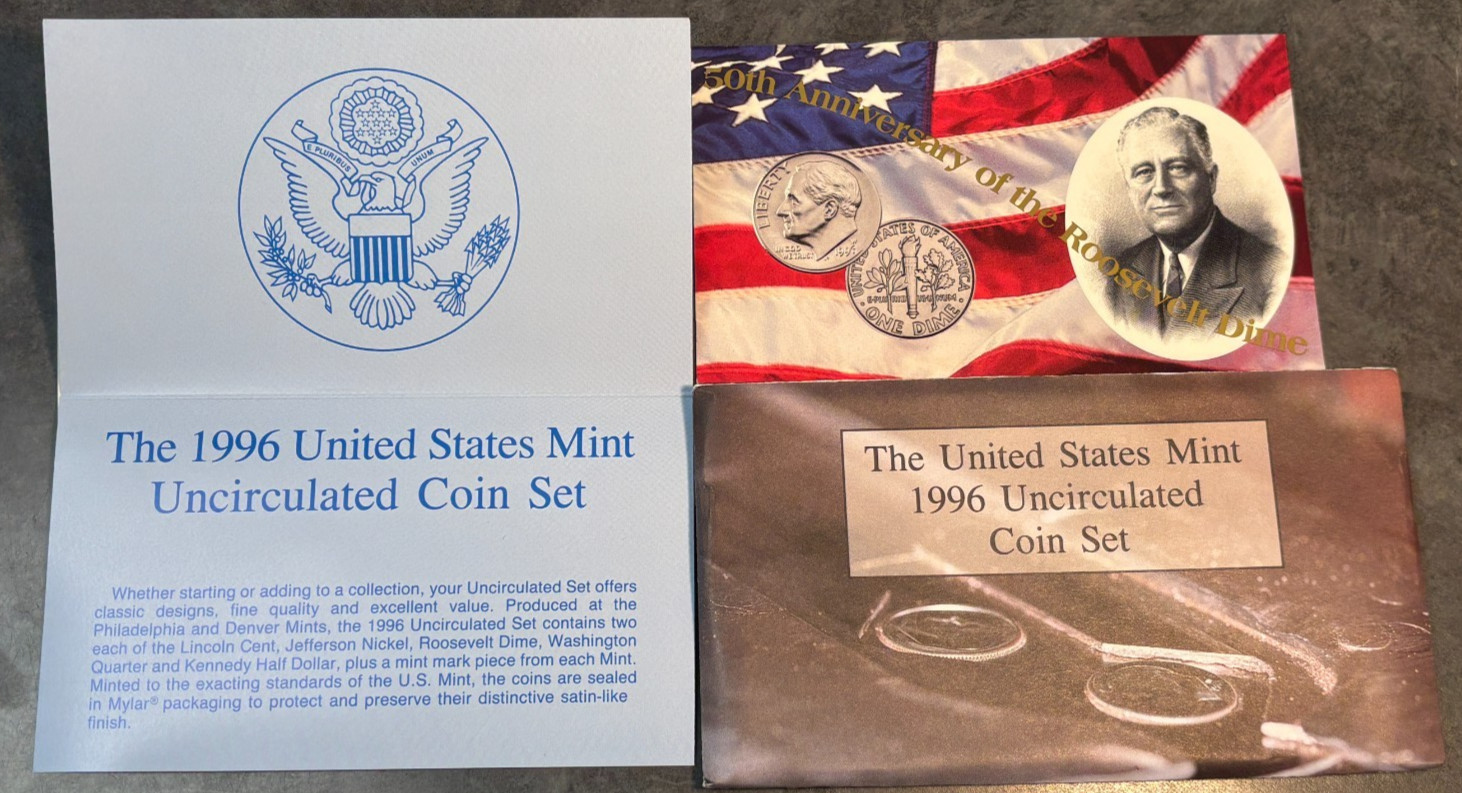 E PLURIBUS UNUM
The 1996 United States Mint
Uncirculated Coin Set
Whether starting or adding to a collection, your Uncirculated Set offers
classic designs, fine quality and excellent value. Produced at the
Philadelphia and Denver Mints, the 1996 Uncirculated Set contains two
each of the Lincoln Cent, Jefferson Nickel, Roosevelt Dime, Washington
Quarter and Kennedy Half Dollar, plus a mint mark piece from each Mint.
Minted to the exacting standards of the U.S. Mint, the coins are sealed
in Mylar® packaging to protect and preserve their distinctive satin-like
finish.
50th Anniversary of the Roosevelt Dime
LIBERTY
IN GOD
WE TRUST
UNITED STATES OF AMERICA
E PLURIBUS UNUM
ONE DIME
The United States Mint
1996 Uncirculated
Coin Set